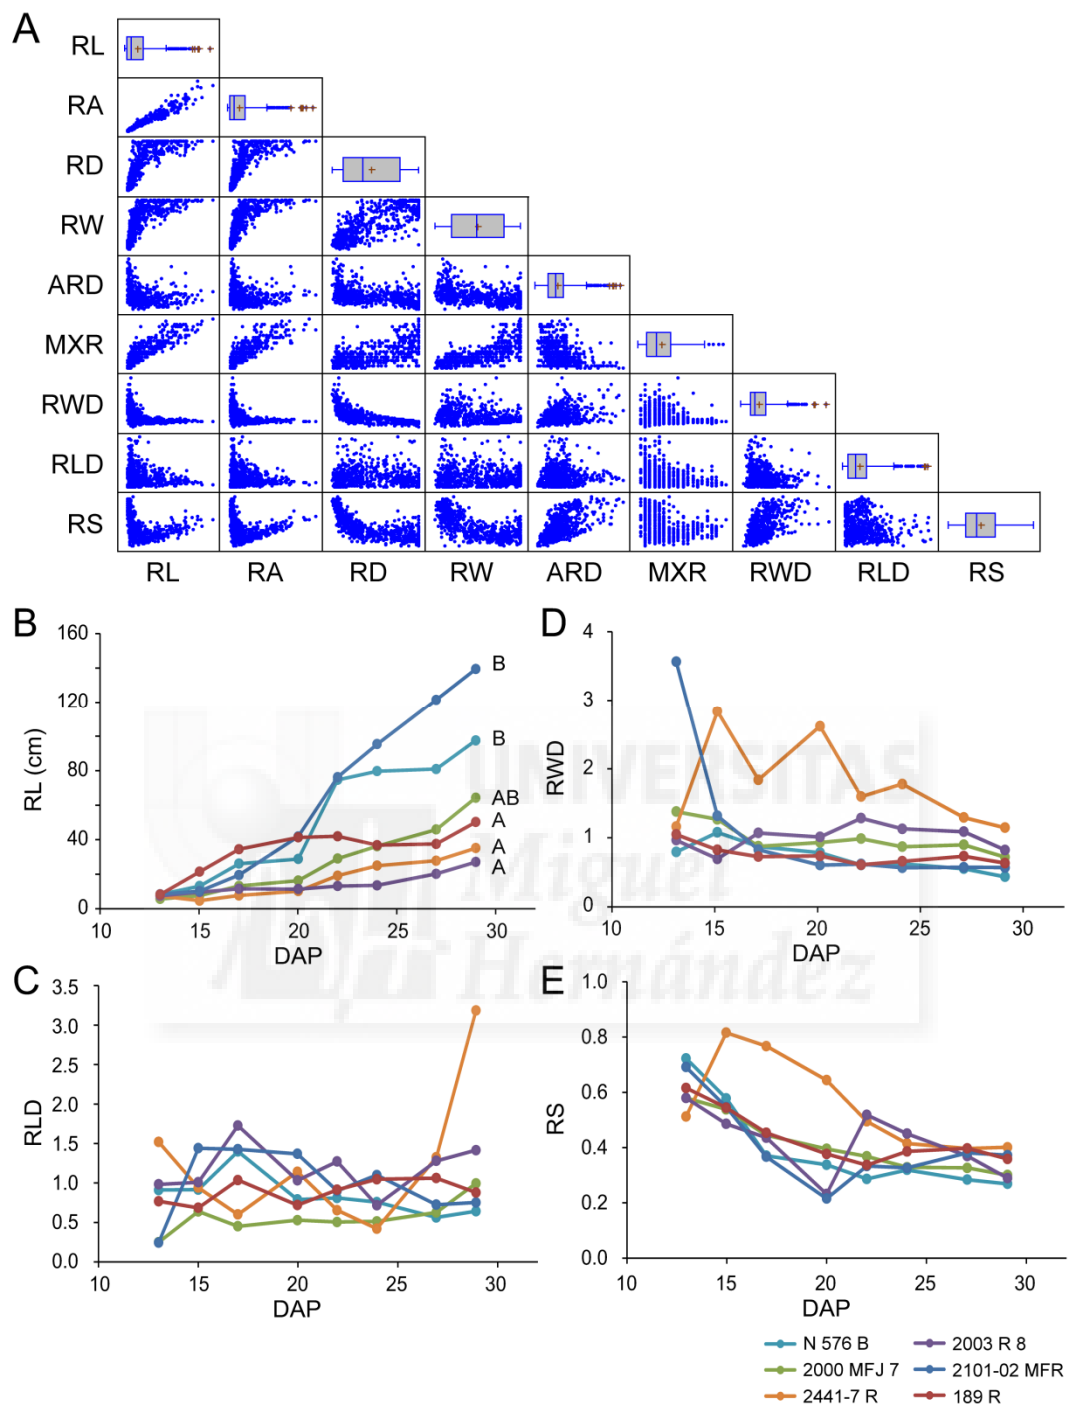 A
RL
RA
RD
RW
ARD
MXR
RWD
RLD
RS
RL RA RD RW ARD MXR RWD RLD RS
B
160
120
80
40
0
RL (cm)
10 15 20 25 30
DAP
B
B
AB
A
A
A
D
4
3
2
1
0
RWD
10 15 20 25 30
DAP
UNIVERSITAS
Miguel
Hernández
C
3.5
3.0
2.5
2.0
1.5
1.0
0.5
0.0
RLD
10 15 20 25 30
DAP
E
1.0
0.8
0.6
0.4
0.2
0.0
RS
10 15 20 25 30
DAP
N 576 B
2003 R 8
2000 MFJ 7
2101-02 MFR
2441-7 R
189 R